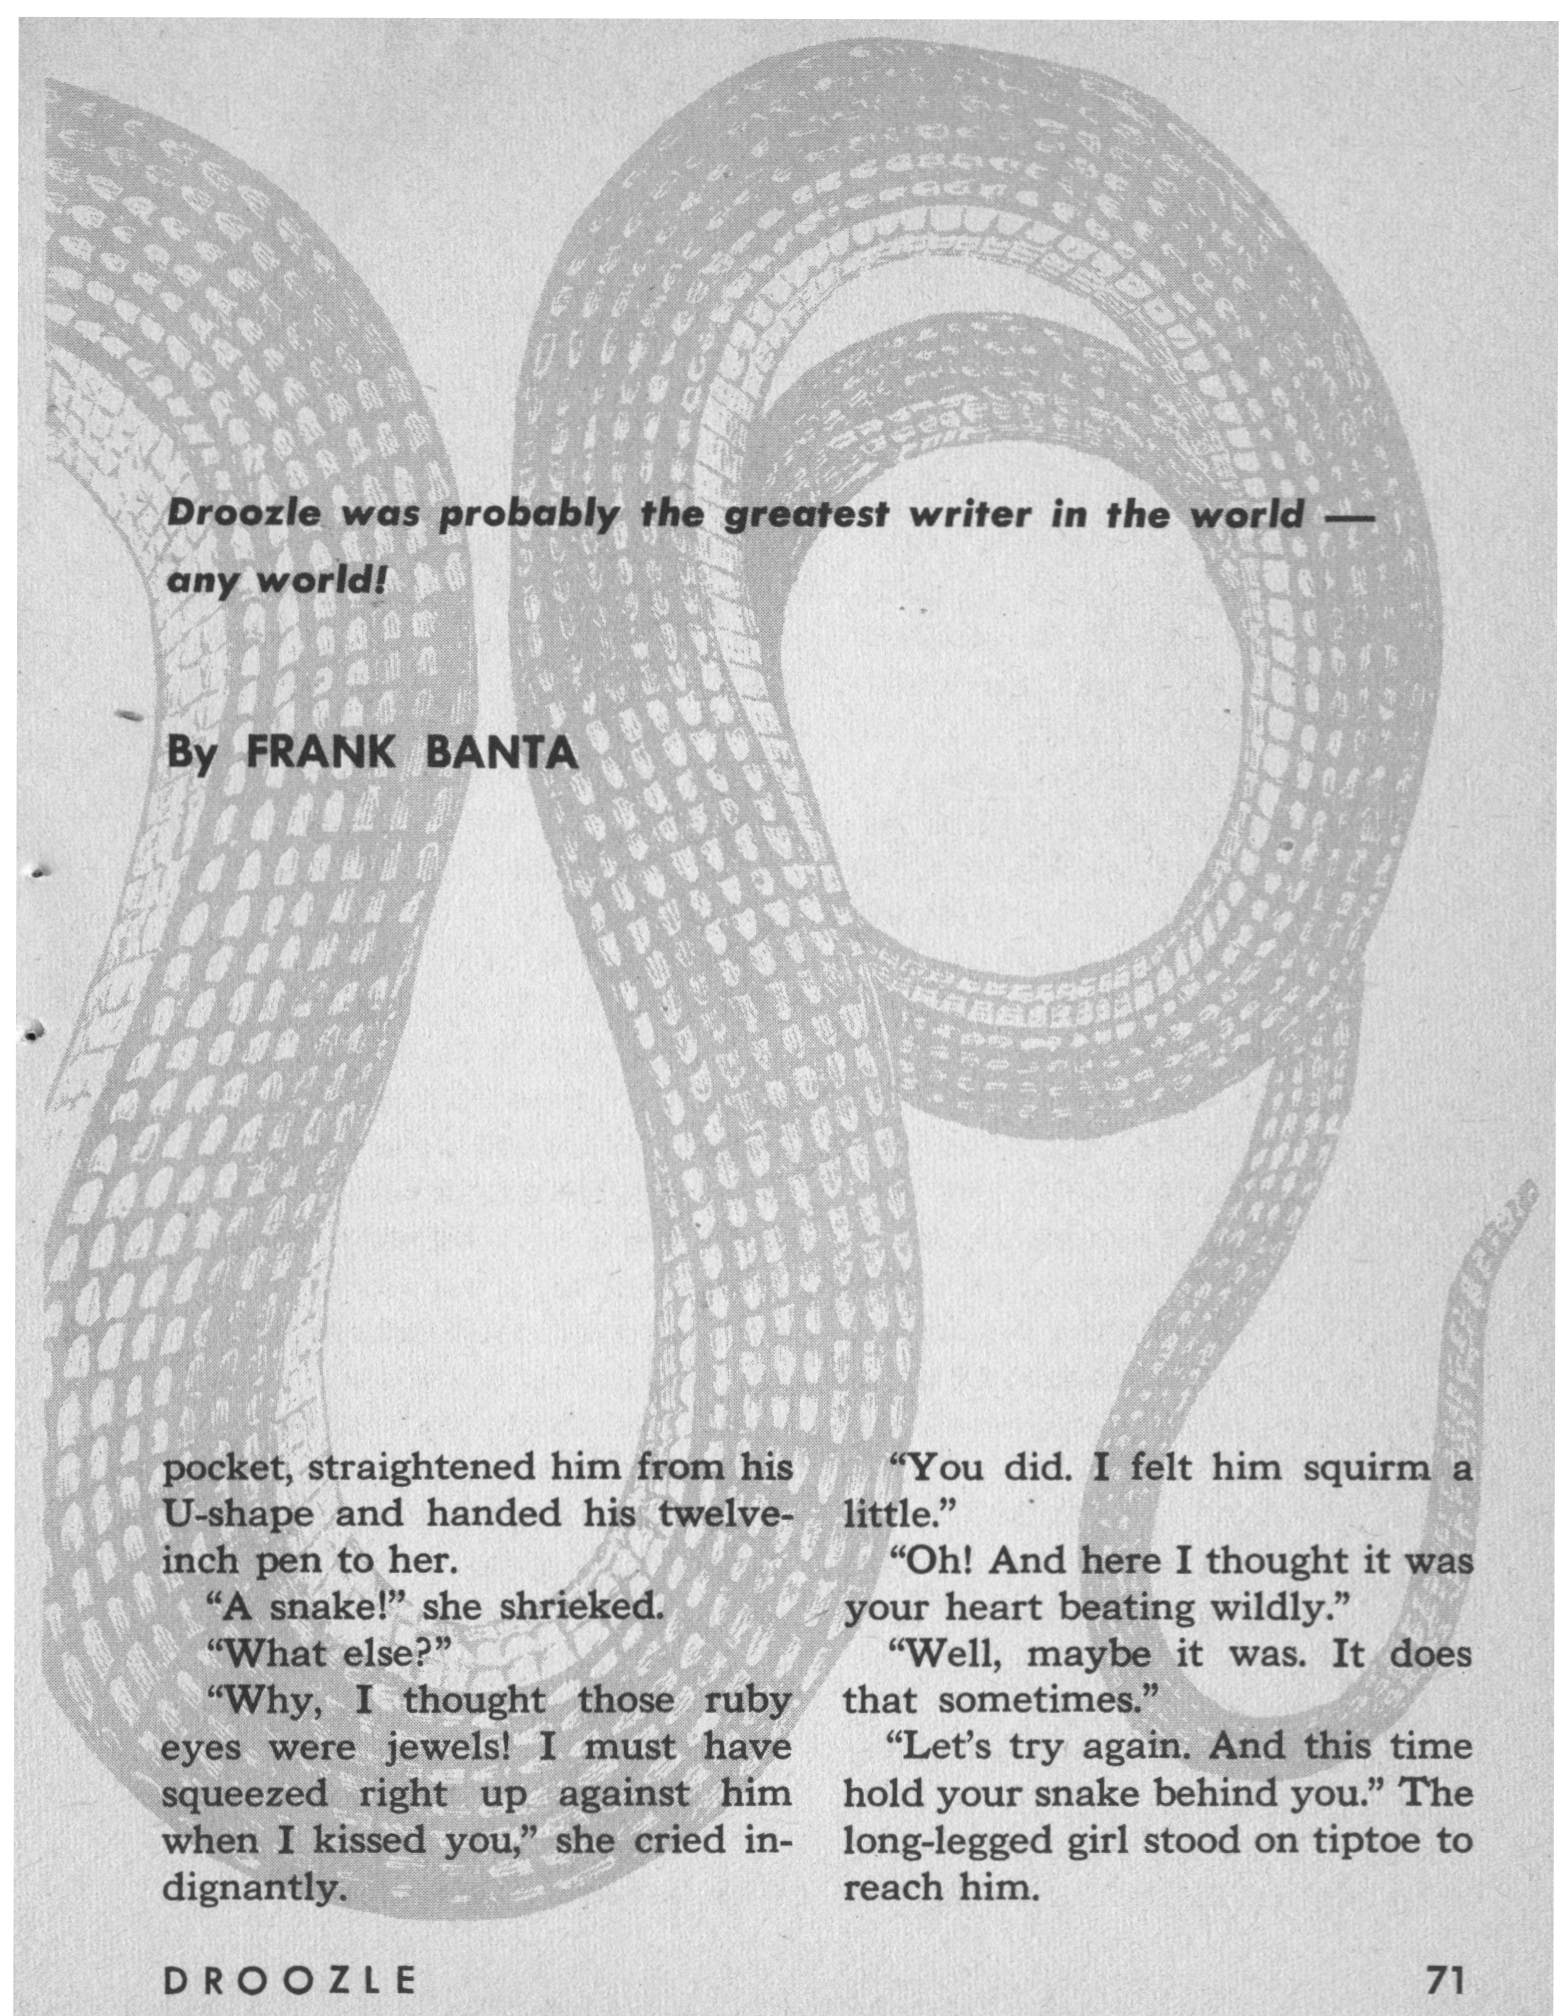 Droozle was probably the greatest writer in the world —
any world!
By FRANK BANTA
pocket, straightened him from his
U-shape and handed his twelve-
inch pen to her.
“A snake!” she shrieked.
“What else?”
“Why, I thought those ruby
eyes were jewels! I must have
squeezed right up against him
when I kissed you,” she cried in-
dignantly.
“You did. I felt him squirm a
little.”
“Oh! And here I thought it was
your heart beating wildly.”
“Well, maybe it was. It does
that sometimes.”
“Let’s try again. And this time
hold your snake behind you.” The
long-legged girl stood on tiptoe to
reach him.
DROOZLE
71